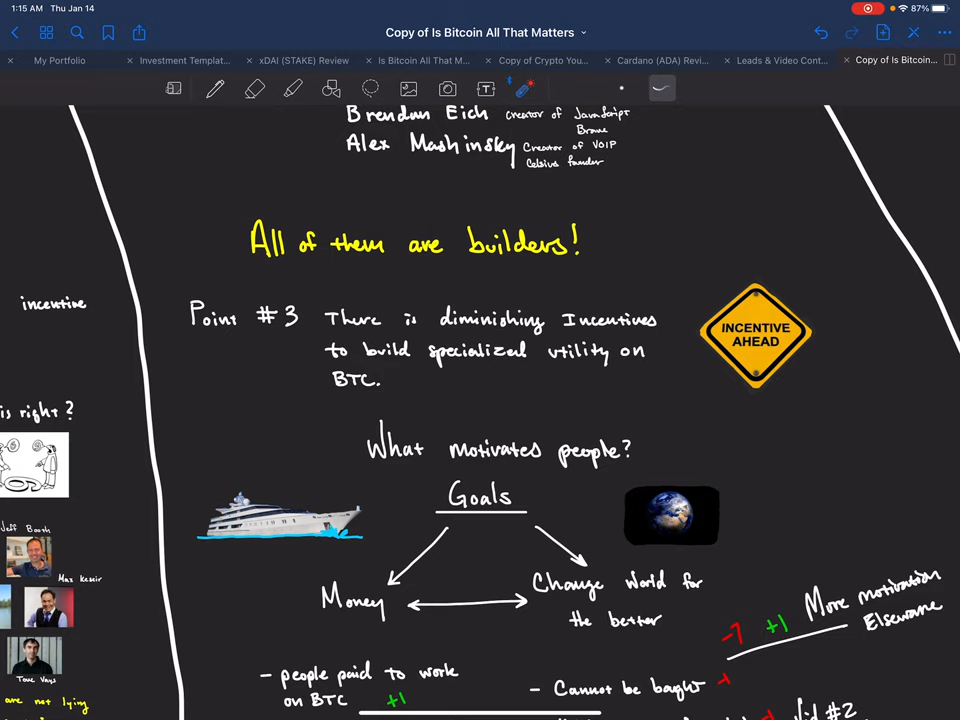 1:15 AM Thu Jan 14
87%
Copy of Is Bitcoin All That Matters
My Portfolio
Investment Templat...
xDAI (STAKE) Review
Is Bitcoin All That M...
Copy of Crypto You...
Cardano (ADA) Revi...
Leads & Video Cont...
Copy of Is Bitcoin All...
Brendan Eich creator of JavaScript
Brave
Alex Mashinsky Creator of VOIP
Celsius founder
All of them are builders!
incentive
Point #3 There is diminishing Incentives
to build specialized utility on
BTC.
INCENTIVE
AHEAD
is right?
What motivates people?
Goals
Jeff Booth
Max Keseir
Tone Vays
are not lying
Money
Change World for
the better
-7 +1 More motivation
Elseware
- people paid to work
on BTC +1
- Cannot be bought -1
#2